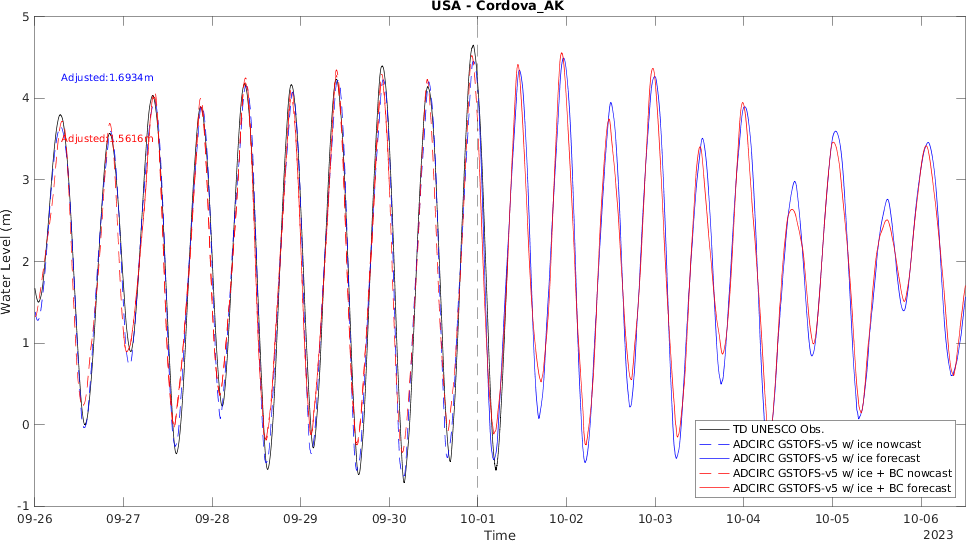 USA - Cordova_AK
5
4
3
2
1
0
-1
Water Level (m)
Adjusted:1.6934m
Adjusted:1.5616m
TD UNESCO Obs.
ADCIRC GSTOFS-v5 w/ ice nowcast
ADCIRC GSTOFS-v5 w/ ice forecast
ADCIRC GSTOFS-v5 w/ ice + BC nowcast
ADCIRC GSTOFS-v5 w/ ice + BC forecast
09-26 09-27 09-28 09-29 09-30 10-01 10-02 10-03 10-04 10-05 10-06
Time
2023